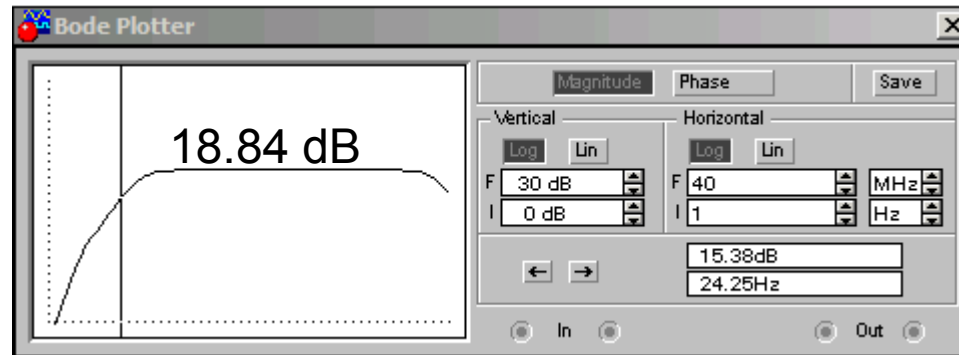 Bode Plotter
18.84 dB
Magnitude Phase Save
Vertical Horizontal
Log Lin Log Lin
F 30 dB F 40 MHz
I 0 dB I 1 Hz
15.38dB
24.25Hz
In Out